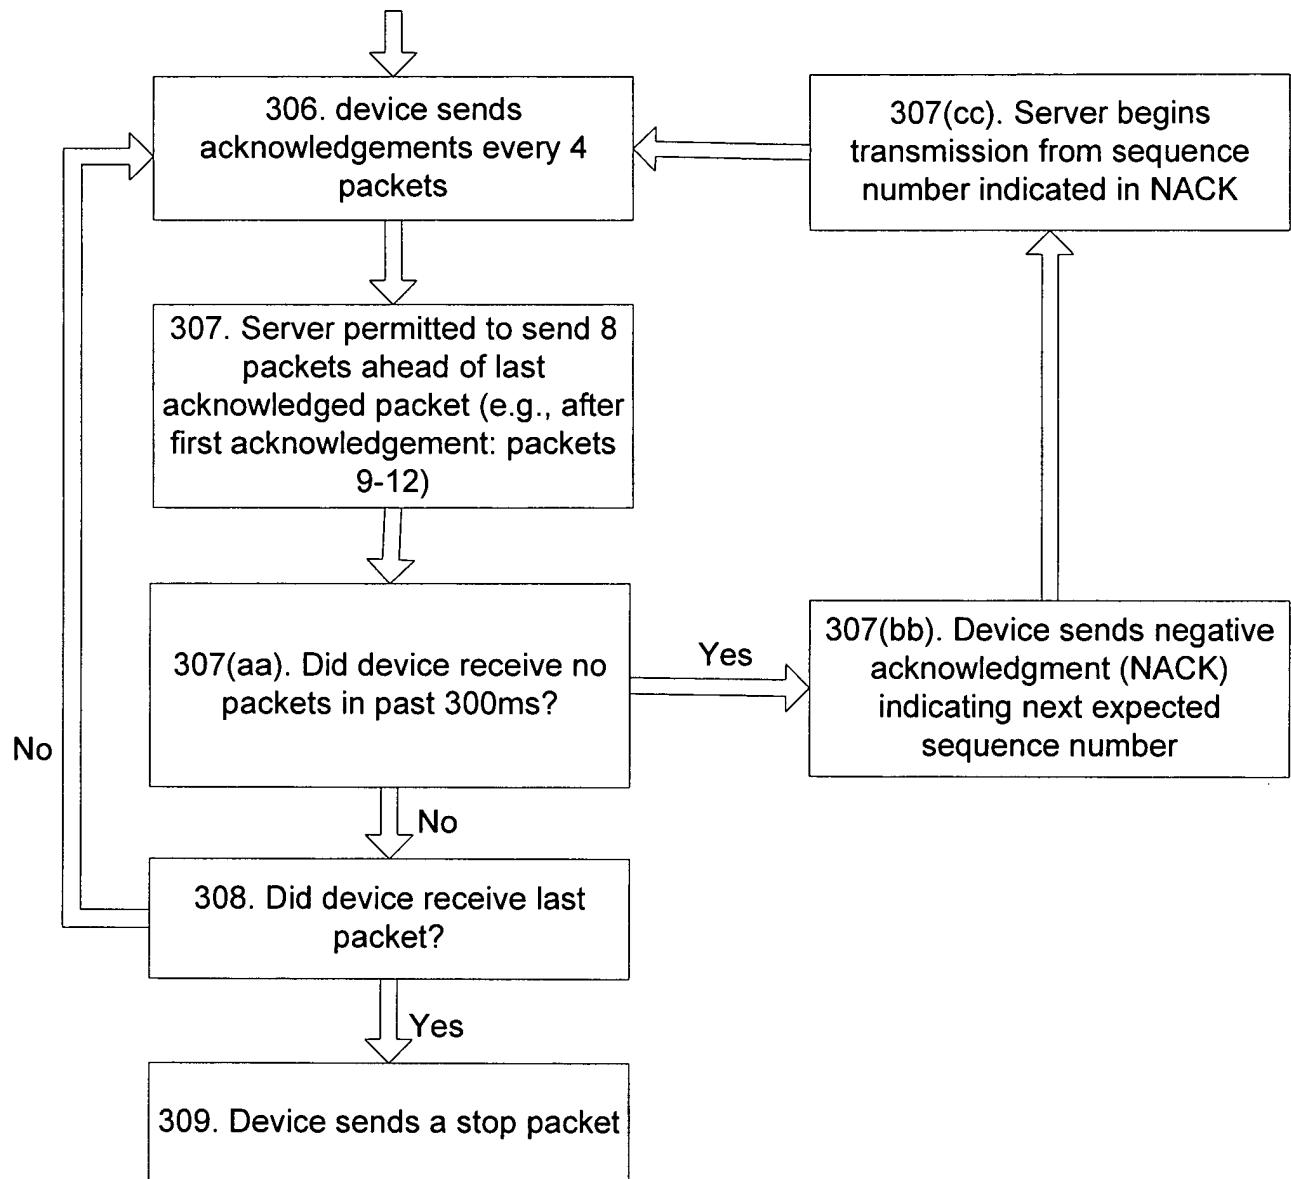 306. device sends
acknowledgements every 4
packets
307(cc). Server begins
transmission from sequence
number indicated in NACK
307. Server permitted to send 8
packets ahead of last
acknowledged packet (e.g., after
first acknowledgement: packets
9-12)
307(aa). Did device receive no
packets in past 300ms?
Yes
307(bb). Device sends negative
acknowledgment (NACK)
indicating next expected
sequence number
No
No
308. Did device receive last
packet?
Yes
309. Device sends a stop packet